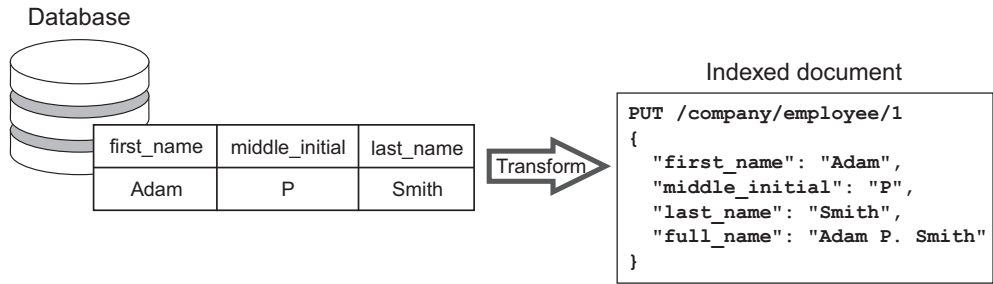 Database
first_name middle_initial last_name
Adam P Smith
Transform
Indexed document
PUT /company/employee/1
{
  "first_name": "Adam",
  "middle_initial": "P",
  "last_name": "Smith",
  "full_name": "Adam P. Smith"
}